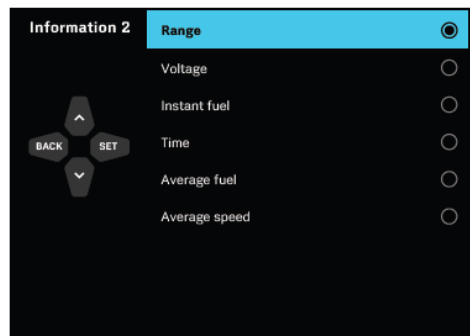 Information 2
Range
Voltage
Instant fuel
BACK SET
Time
Average fuel
Average speed